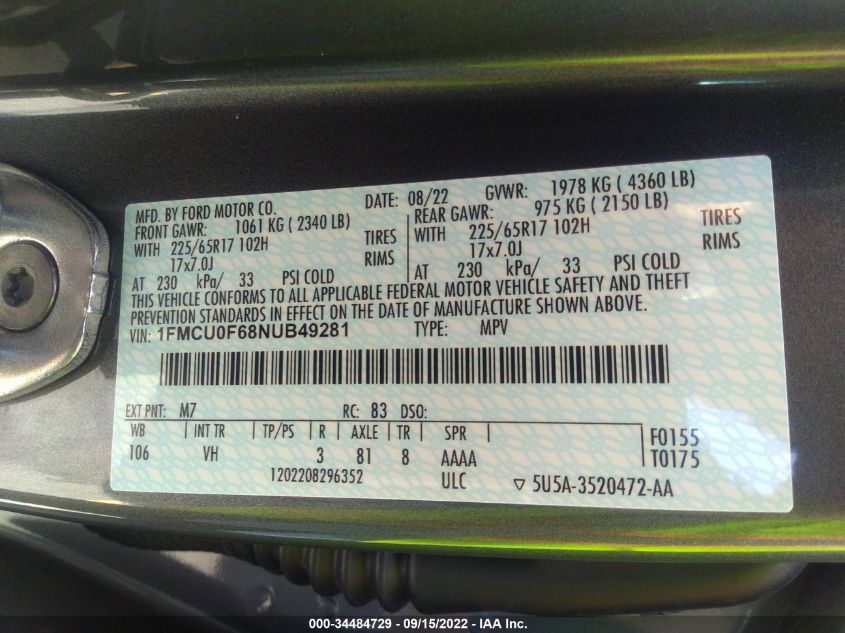 MFD. BY FORD MOTOR CO. DATE: 08/22 GVWR: 1978 KG ( 4360 LB)
FRONT GAWR: 1061 KG ( 2340 LB) REAR GAWR: 975 KG ( 2150 LB)
WITH 225/65R17 102H TIRES WITH 225/65R17 102H TIRES
17x7.0J RIMS 17x7.0J RIMS
AT 230 kPa/ 33 PSI COLD AT 230 kPa/ 33 PSI COLD
THIS VEHICLE CONFORMS TO ALL APPLICABLE FEDERAL MOTOR VEHICLE SAFETY AND THEFT
PREVENTION STANDARDS IN EFFECT ON THE DATE OF MANUFACTURE SHOWN ABOVE.
VIN: 1FMCU0F68NUB49281 TYPE: MPV
EXT PNT: M7 RC: 83 DSO:
WB INT TR TP/PS R AXLE TR SPR F0155
106 VH 3 81 8 AAAA T0175
1202208296352 ULC ▽ 5U5A-3520472-AA
000-34484729 - 09/15/2022 - IAA Inc.